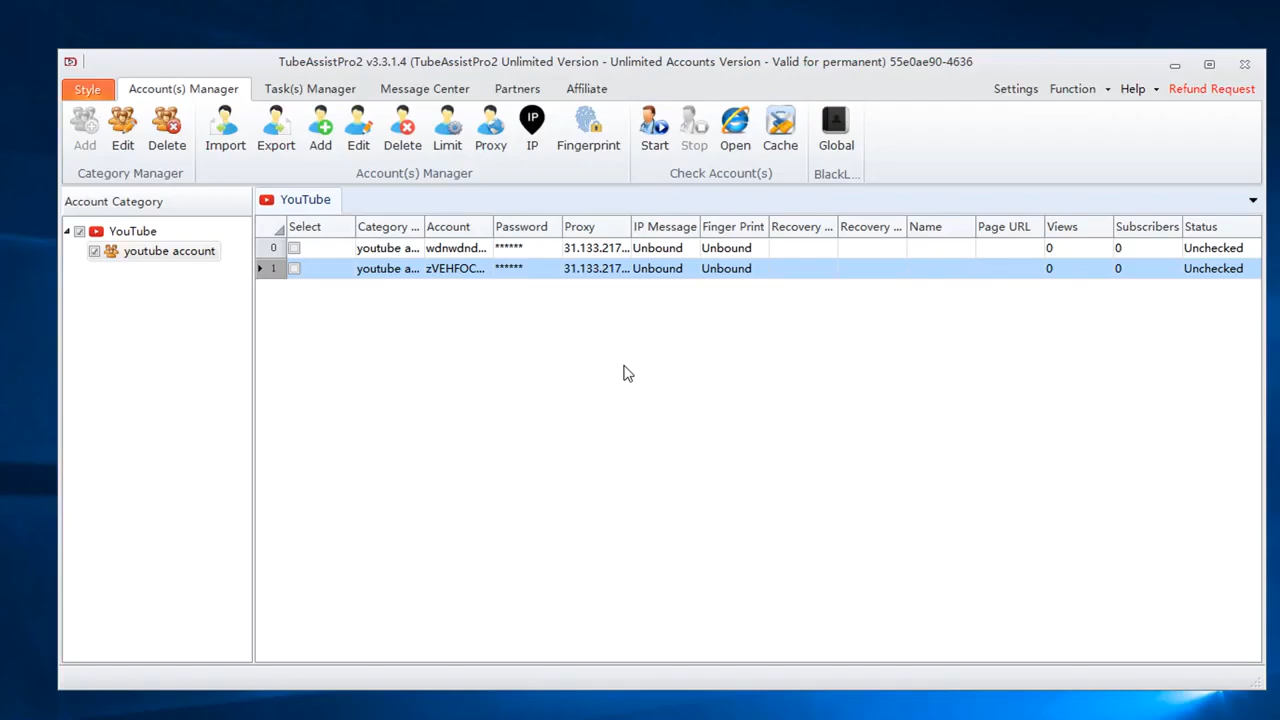 TubeAssistPro2 v3.3.1.4 (TubeAssistPro2 Unlimited Version - Unlimited Accounts Version - Valid for permanent) 55e0ae90-4636
Style Account(s) Manager Task(s) Manager Message Center Partners Affiliate Settings Function Help Refund Request
IP
Add Edit Delete Import Export Add Edit Delete Limit Proxy IP Fingerprint Start Stop Open Cache Global
Category Manager Account(s) Manager Check Account(s) BlackL...
Account Category YouTube
Select Category ... Account Password Proxy IP Message Finger Print Recovery ... Recovery ... Name Page URL Views Subscribers Status
YouTube
0 youtube a... wdnwdnd... ****** 31.133.217... Unbound Unbound 0 0 Unchecked
youtube account
1 youtube a... zVEHFOC... ****** 31.133.217... Unbound Unbound 0 0 Unchecked